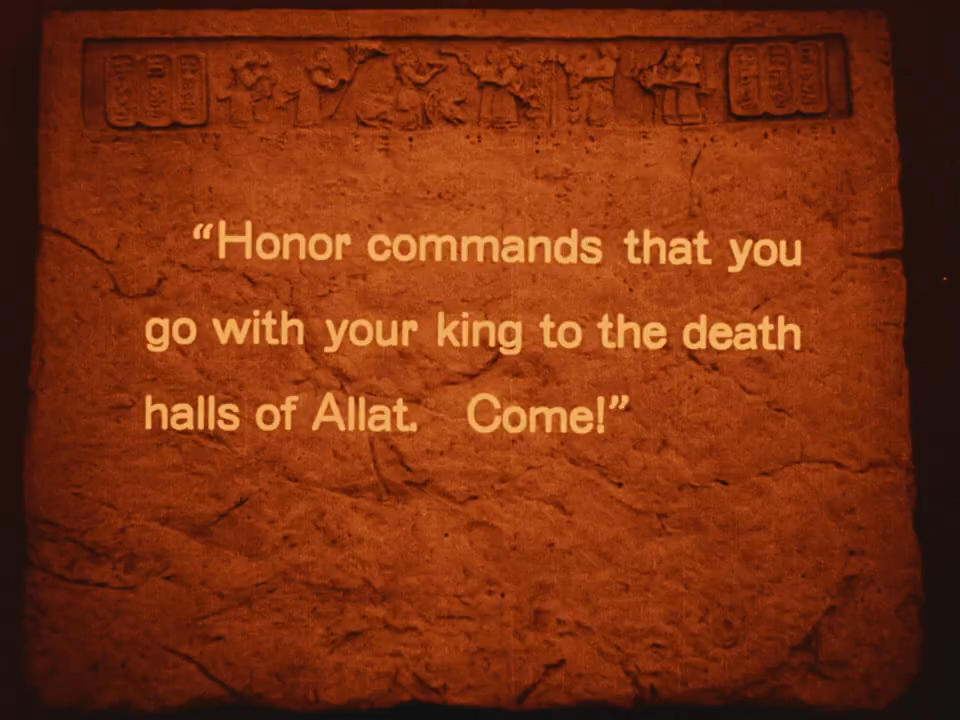 “Honor commands that you
go with your king to the death
halls of Allat. Come!”